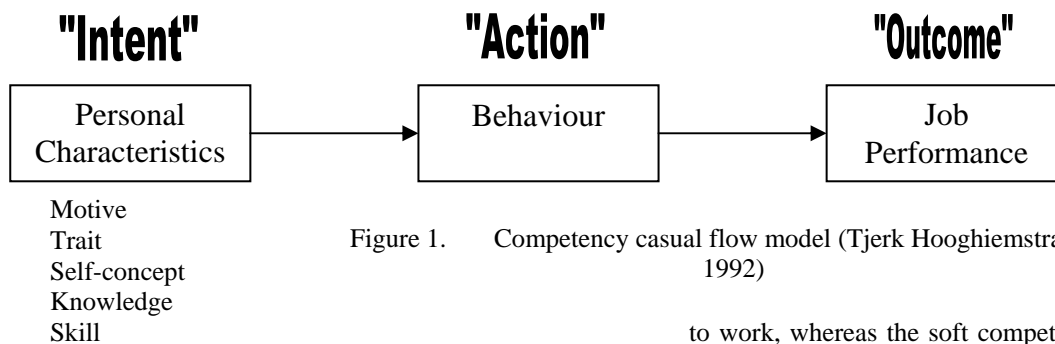 "Intent"
"Action"
"Outcome"
Personal
Characteristics
Behaviour
Job
Performance
Motive
Trait
Self-concept
Knowledge
Skill
Figure 1. Competency casual flow model (Tjerk Hooghiemstra
1992)
to work, whereas the soft compet